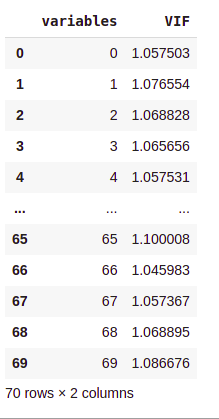 variables VIF
0 0 1.057503
1 1 1.076554
2 2 1.068828
3 3 1.065656
4 4 1.057531
... ... ...
65 65 1.100008
66 66 1.045983
67 67 1.057367
68 68 1.068895
69 69 1.086676
70 rows × 2 columns